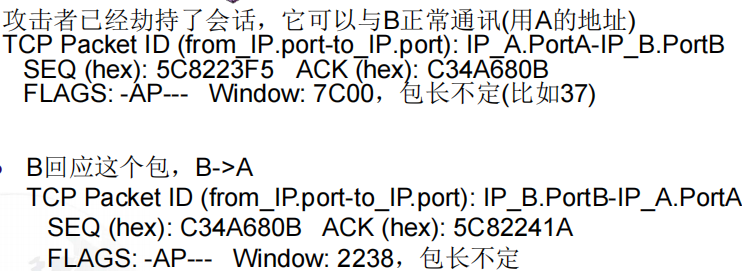 攻击者已经劫持了会话，它可以与B正常通讯(用A的地址)
TCP Packet ID (from_IP.port-to_IP.port): IP_A.PortA-IP_B.PortB
SEQ (hex): 5C8223F5 ACK (hex): C34A680B
FLAGS: -AP--- Window: 7C00，包长不定(比如37)
B回应这个包，B->A
TCP Packet ID (from_IP.port-to_IP.port): IP_B.PortB-IP_A.PortA
SEQ (hex): C34A680B ACK (hex): 5C82241A
FLAGS: -AP--- Window: 2238，包长不定